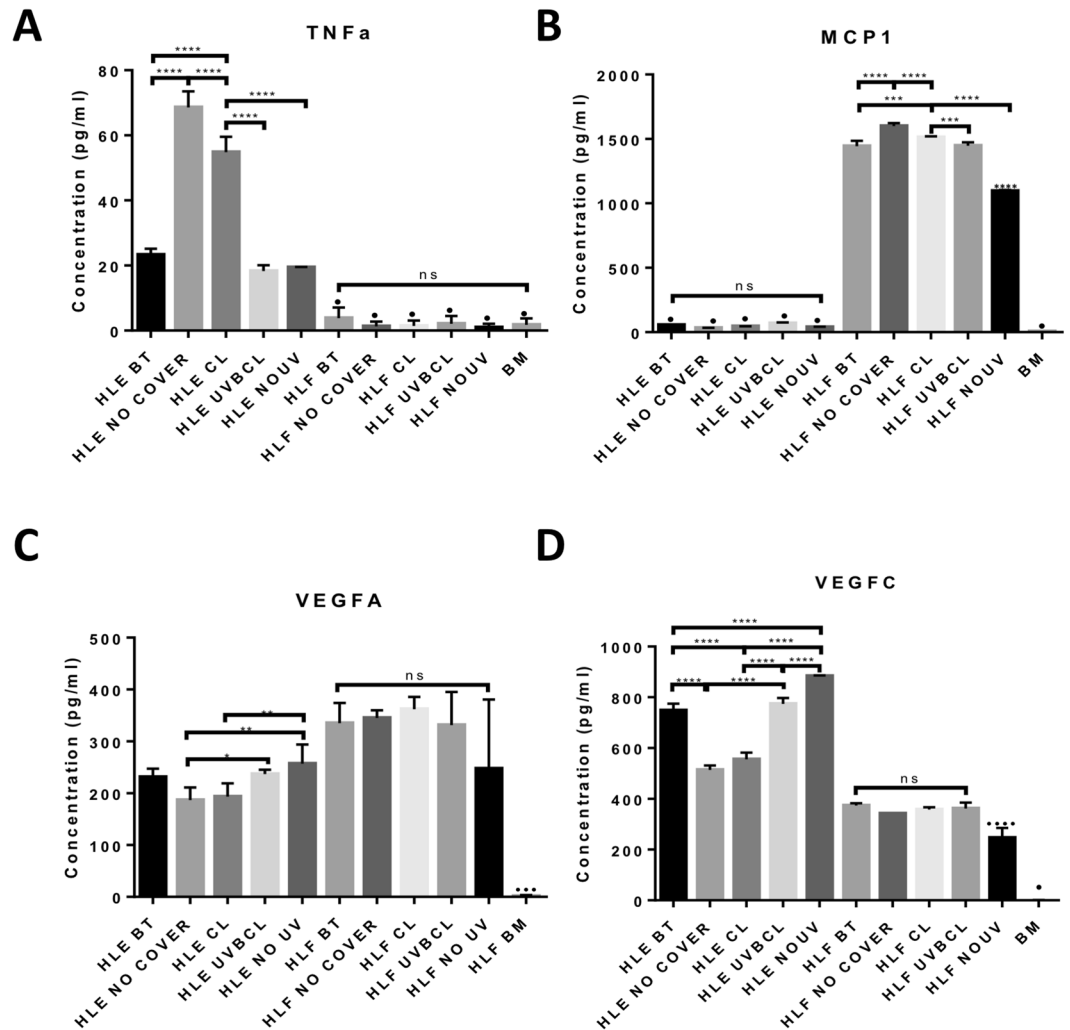 A
TNFa
Concentration (pg/ml)
80
60
40
20
0
****
**** ****
****
****
ns
HLE BT
HLE NO COVER
HLE CL
HLE UVBCL
HLE NOUV
HLF BT
HLF NO COVER
HLF CL
HLF UVBCL
HLF NOUV
BM
B
MCP1
Concentration (pg/ml)
2000
1500
1000
500
0
**** ****
*** ****
***
****
ns
HLE BT
HLE NO COVER
HLE CL
HLE UVBCL
HLE NOUV
HLF BT
HLF NO COVER
HLF CL
HLF UVBCL
HLF NOUV
BM
C
VEGFA
Concentration (pg/ml)
500
400
300
200
100
0
**
**
*
ns
HLE BT
HLE NO COVER
HLE CL
HLE UVBCL
HLE NO UV
HLF BT
HLF NO COVER
HLF CL
HLF UVBCL
HLF NO UV
HLF BM
D
VEGFC
Concentration (pg/ml)
1000
800
600
400
200
0
****
**** ****
**** ****
**** ****
ns
HLE BT
HLE NO COVER
HLE CL
HLE UVBCL
HLE NOUV
HLF BT
HLF NO COVER
HLF CL
HLF UVBCL
HLF NOUV
BM